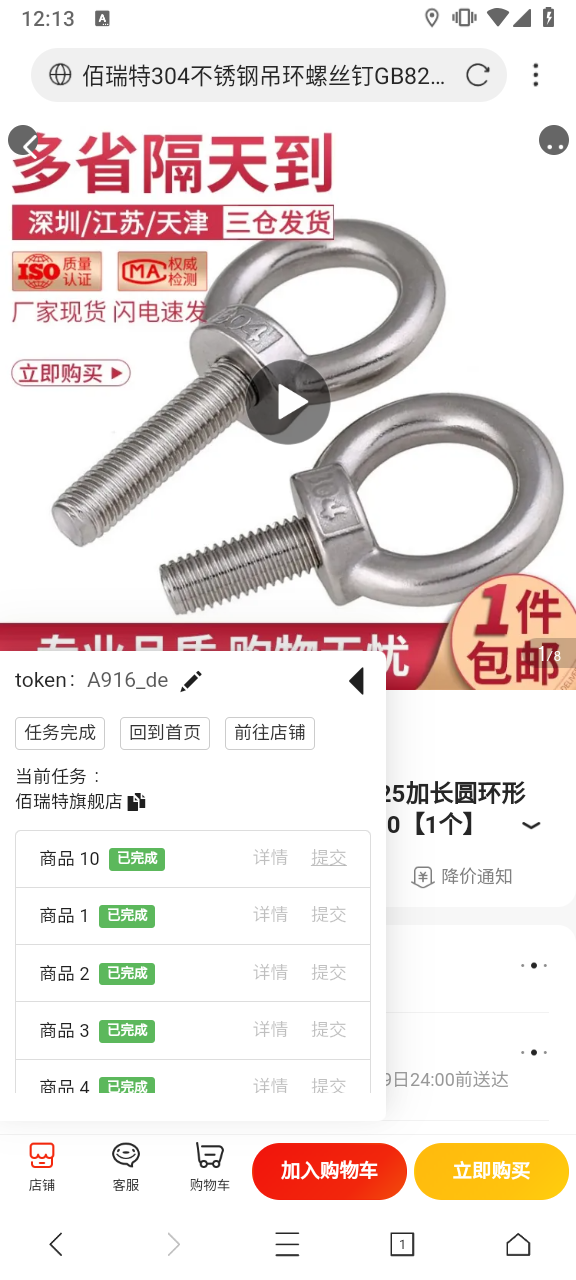 12:13
佰瑞特304不锈钢吊环螺丝钉GB82...
多省隔天到
深圳/江苏/天津 三仓发货
ISO 质量认证 MA 权威检测
厂家现货 闪电速发
304
立即购买
304
1件
包邮
专业品质 购物无忧
1/8
token： A916_de
任务完成 回到首页 前往店铺
当前任务：
佰瑞特旗舰店
25加长圆环形
0【1个】
降价通知
商品 10 已完成 详情 提交
商品 1 已完成 详情 提交
商品 2 已完成 详情 提交
商品 3 已完成 详情 提交
商品 4 已完成 详情 提交
9日24:00前送达
店铺 客服 购物车 加入购物车 立即购买
1